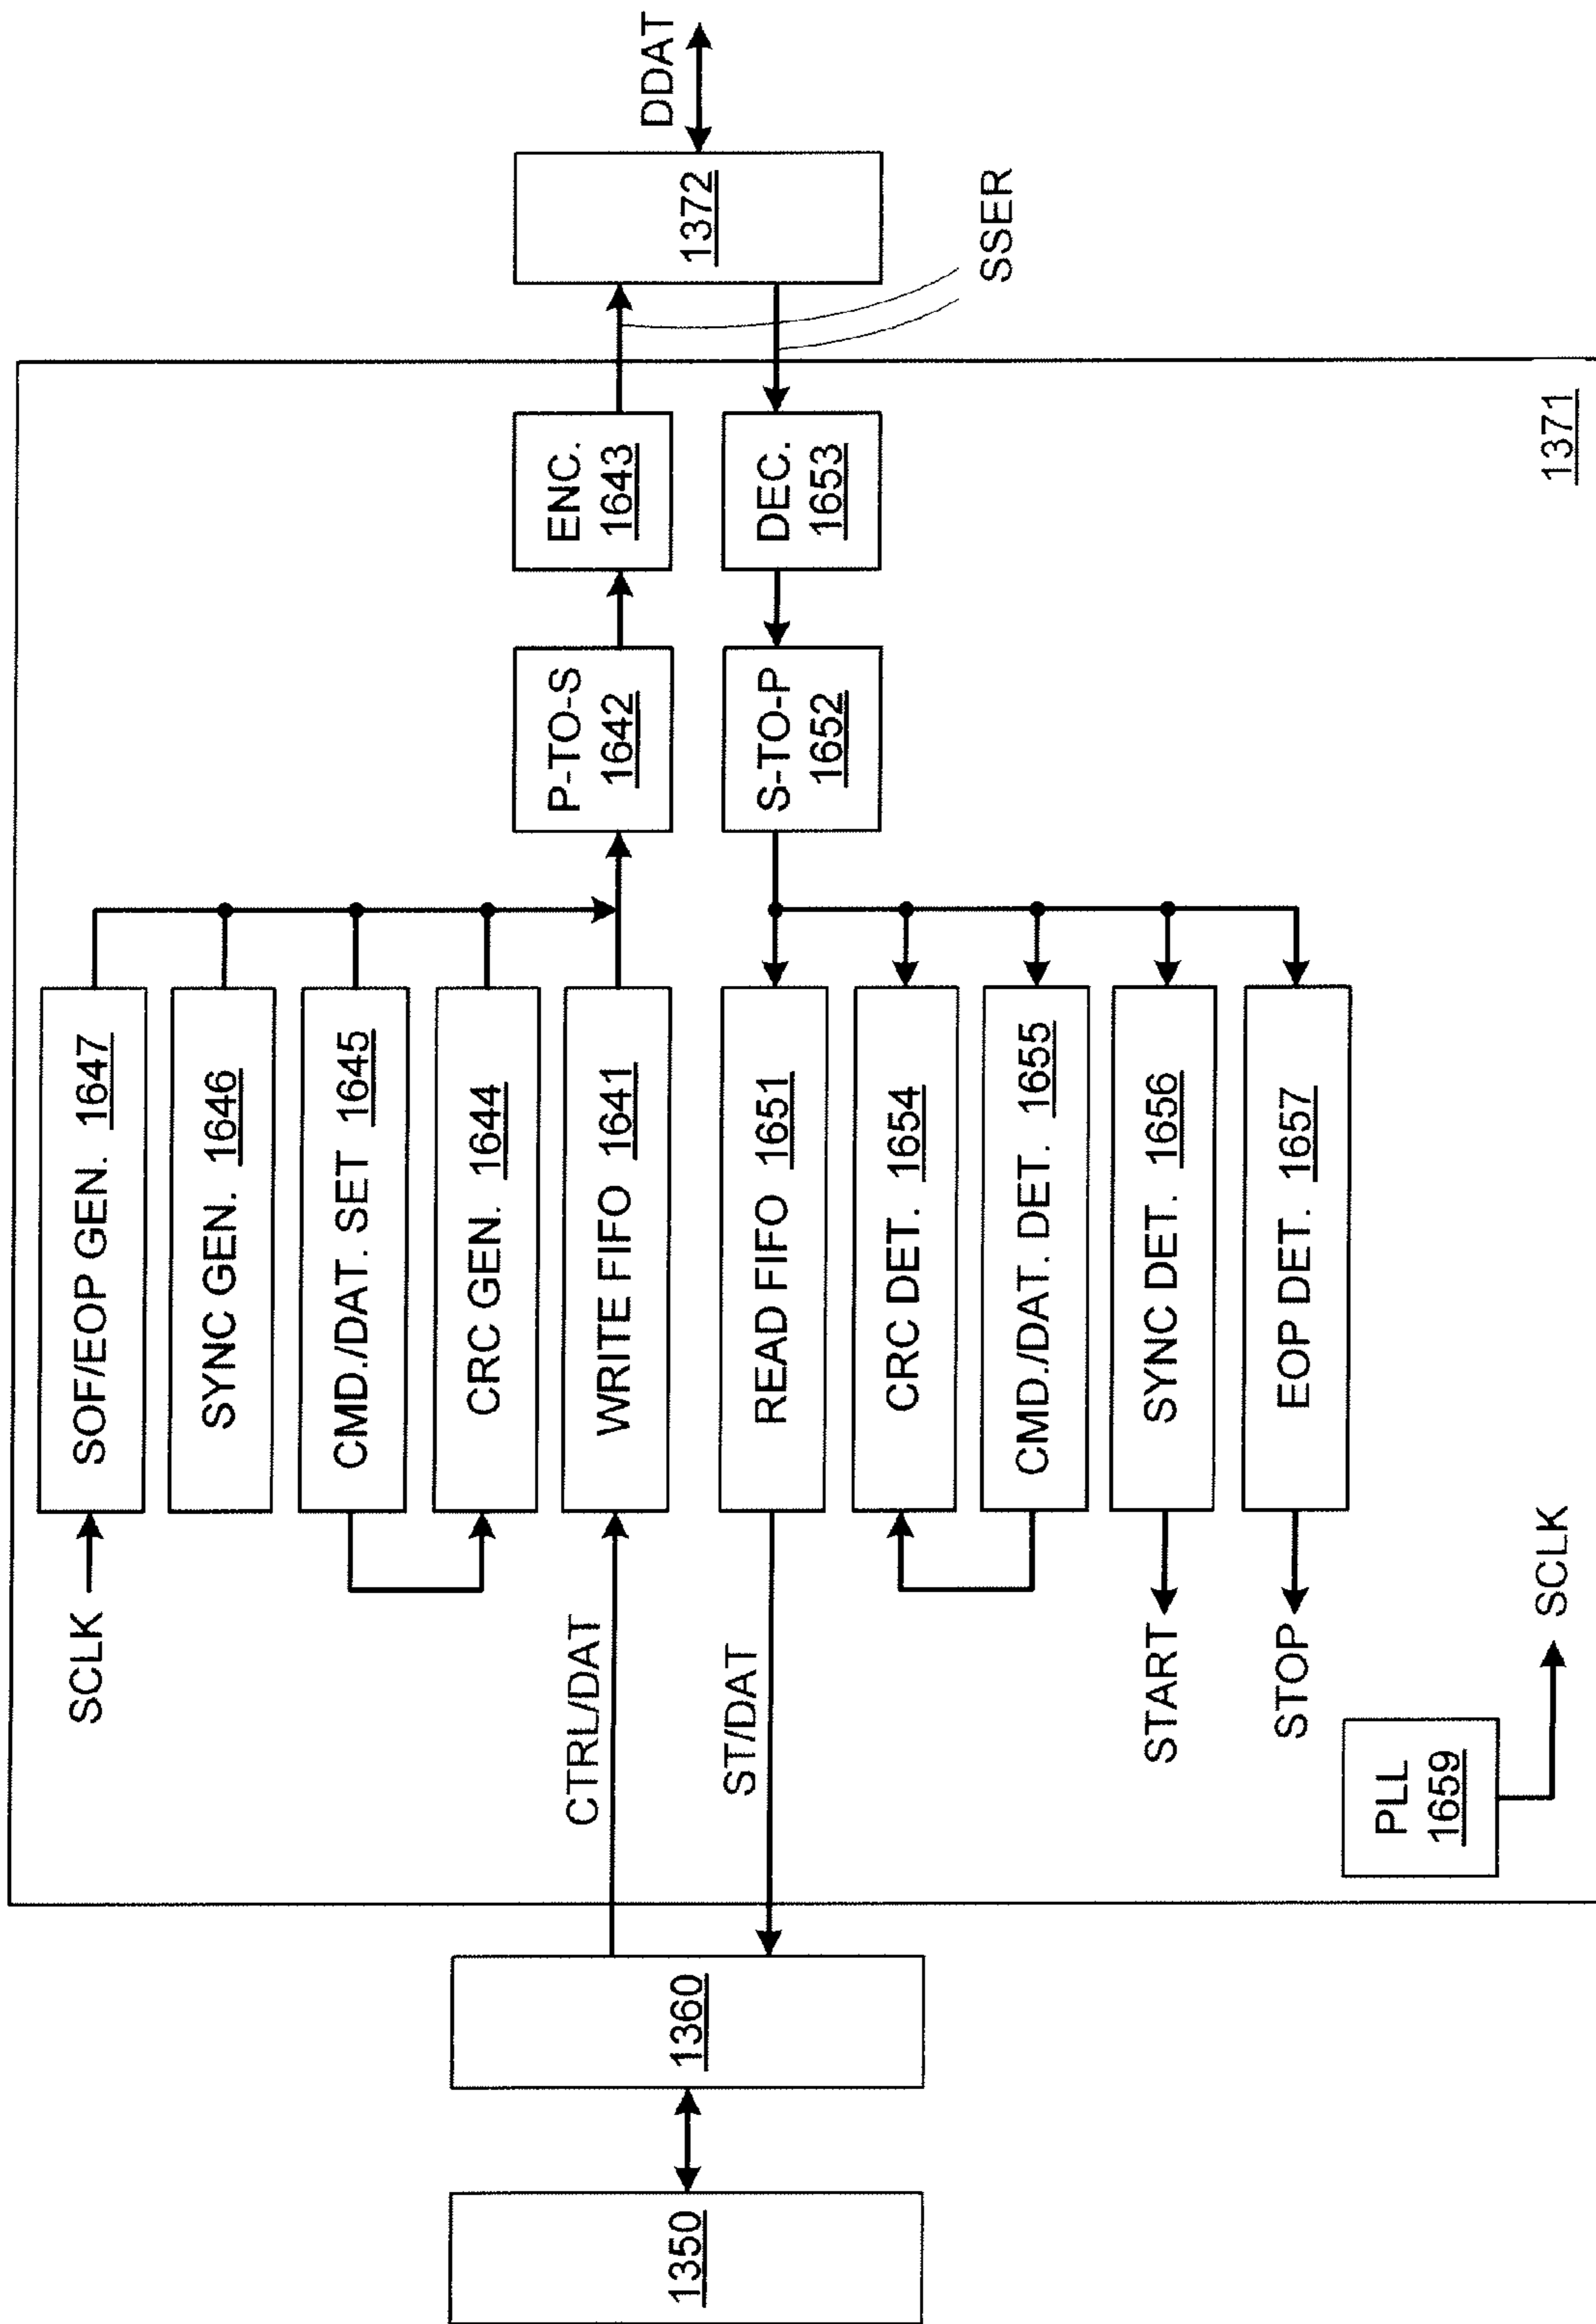 SCLK
SOF/EOP GEN. 1647
SYNC GEN. 1646
CMD./DAT. SET 1645
CRC GEN. 1644
WRITE FIFO 1641
CTRL/DAT
P-TO-S
1642
ENC.
1643
1372
DDAT
SSER
1350
1360
ST/DAT
READ FIFO 1651
CRC DET. 1654
CMD./DAT. DET. 1655
SYNC DET. 1656
EOP DET. 1657
S-TO-P
1652
DEC.
1653
START
STOP
PLL
1659
SCLK
1371